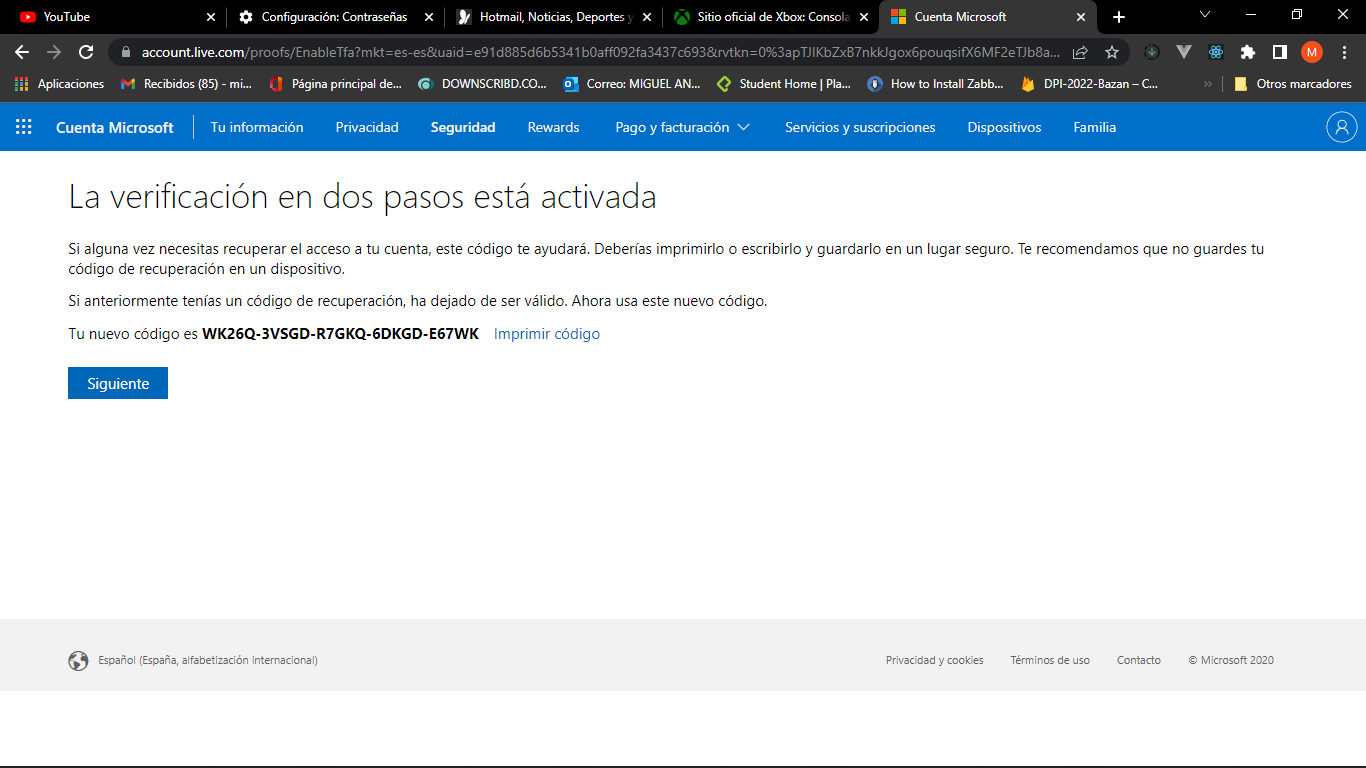 YouTube
Configuración: Contraseñas
Hotmail, Noticias, Deportes y
Sitio oficial de Xbox: Consola
Cuenta Microsoft
account.live.com/proofs/EnableTfa?mkt=es-es&uaid=e91d885d6b5341b0aff092fa3437c693&rvtkn=0%3apTJlKbZxB7nkkJgox6pouqsifX6MF2eTJb8a...
M
Aplicaciones
Recibidos (85) - mi...
Página principal de...
DOWNSCRIBD.CO...
Correo: MIGUEL AN...
Student Home | Pla...
How to Install Zabb...
DPI-2022-Bazan – C...
»
Otros marcadores
Cuenta Microsoft
Tu información
Privacidad
Seguridad
Rewards
Pago y facturación
Servicios y suscripciones
Dispositivos
Familia
La verificación en dos pasos está activada
Si alguna vez necesitas recuperar el acceso a tu cuenta, este código te ayudará. Deberías imprimirlo o escribirlo y guardarlo en un lugar seguro. Te recomendamos que no guardes tu
código de recuperación en un dispositivo.
Si anteriormente tenías un código de recuperación, ha dejado de ser válido. Ahora usa este nuevo código.
Tu nuevo código es WK26Q-3VSGD-R7GKQ-6DKGD-E67WK Imprimir código
Siguiente
Español (España, alfabetización internacional)
Privacidad y cookies
Términos de uso
Contacto
© Microsoft 2020